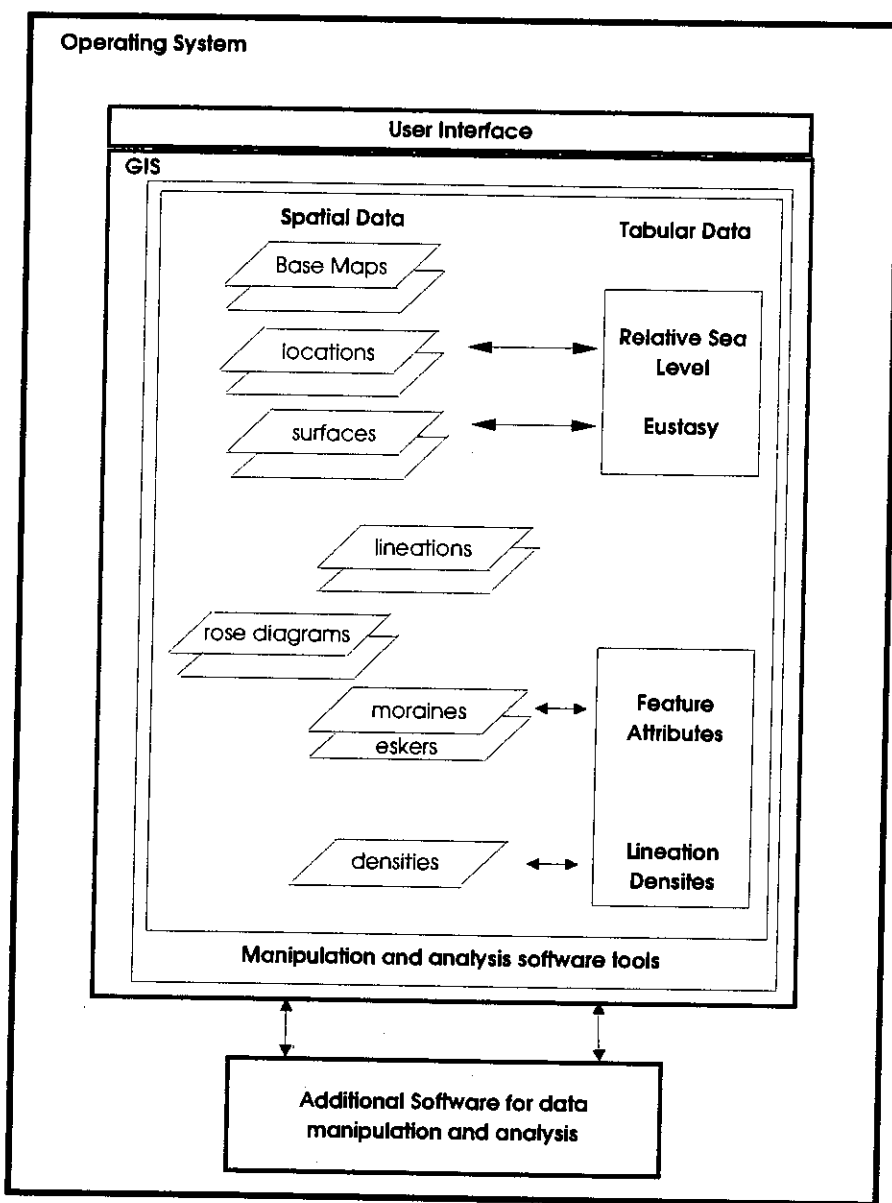 Operating System
User Interface
GIS
Spatial Data
Tabular Data
Base Maps
locations
Relative Sea
Level
surfaces
Eustasy
lineations
rose diagrams
moraines
eskers
Feature
Attributes
densities
Lineation
Densites
Manipulation and analysis software tools
Additional Software for data
manipulation and analysis